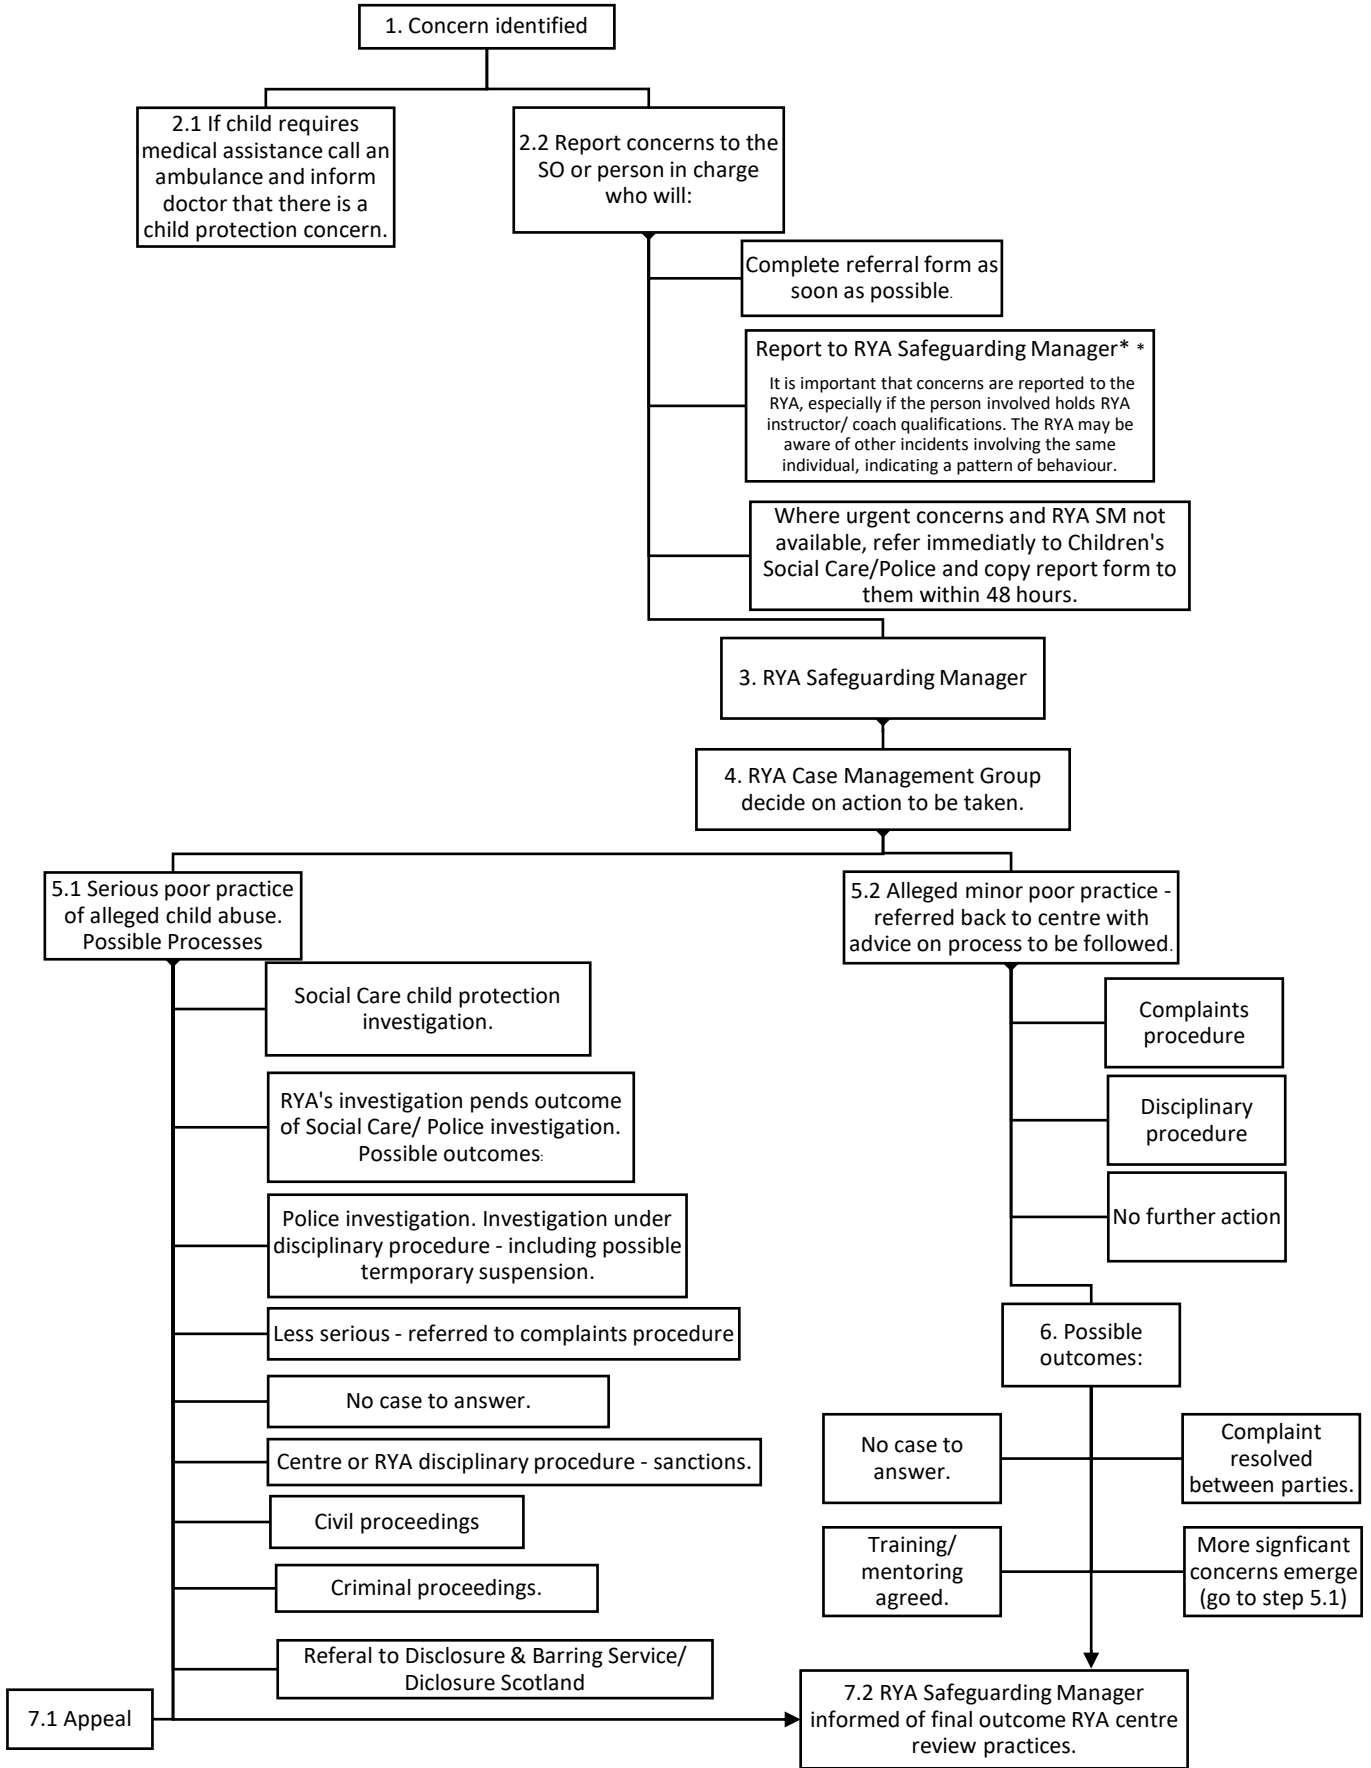 1. Concern identified
2.1 If child requires
medical assistance call an
ambulance and inform
doctor that there is a
child protection concern.
2.2 Report concerns to the
SO or person in charge
who will:
Complete referral form as
soon as possible.
Report to RYA Safeguarding Manager* *
It is important that concerns are reported to the
RYA, especially if the person involved holds RYA
instructor/ coach qualifications. The RYA may be
aware of other incidents involving the same
individual, indicating a pattern of behaviour.
Where urgent concerns and RYA SM not
available, refer immediatly to Children's
Social Care/Police and copy report form to
them within 48 hours.
3. RYA Safeguarding Manager
4. RYA Case Management Group
decide on action to be taken.
5.1 Serious poor practice
of alleged child abuse.
Possible Processes
Social Care child protection
investigation.
RYA's investigation pends outcome
of Social Care/ Police investigation.
Possible outcomes:
Police investigation. Investigation under
disciplinary procedure - including possible
termporary suspension.
Less serious - referred to complaints procedure
No case to answer.
Centre or RYA disciplinary procedure - sanctions.
Civil proceedings
Criminal proceedings.
Referal to Disclosure & Barring Service/
Diclosure Scotland
7.1 Appeal
5.2 Alleged minor poor practice -
referred back to centre with
advice on process to be followed.
Complaints
procedure
Disciplinary
procedure
No further action
6. Possible
outcomes:
No case to
answer.
Complaint
resolved
between parties.
Training/
mentoring
agreed.
More signficant
concerns emerge
(go to step 5.1)
7.2 RYA Safeguarding Manager
informed of final outcome RYA centre
review practices.